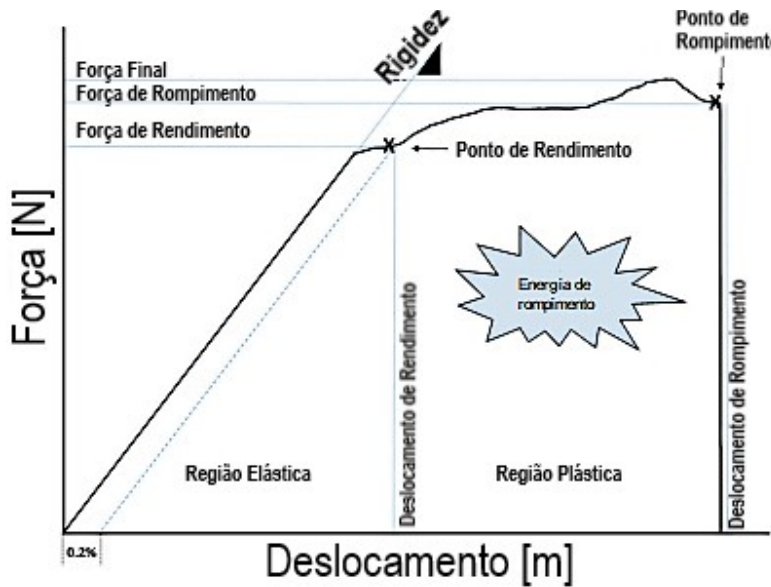 Ponto de
Rompimento
Rigidez
Força Final
Força de Rompimento
Força de Rendimento
Ponto de Rendimento
Força [N]
Energia de
rompimento
Deslocamento de Rendimento
Deslocamento de Rompimento
Região Elástica
Região Plástica
0.2%
Deslocamento [m]